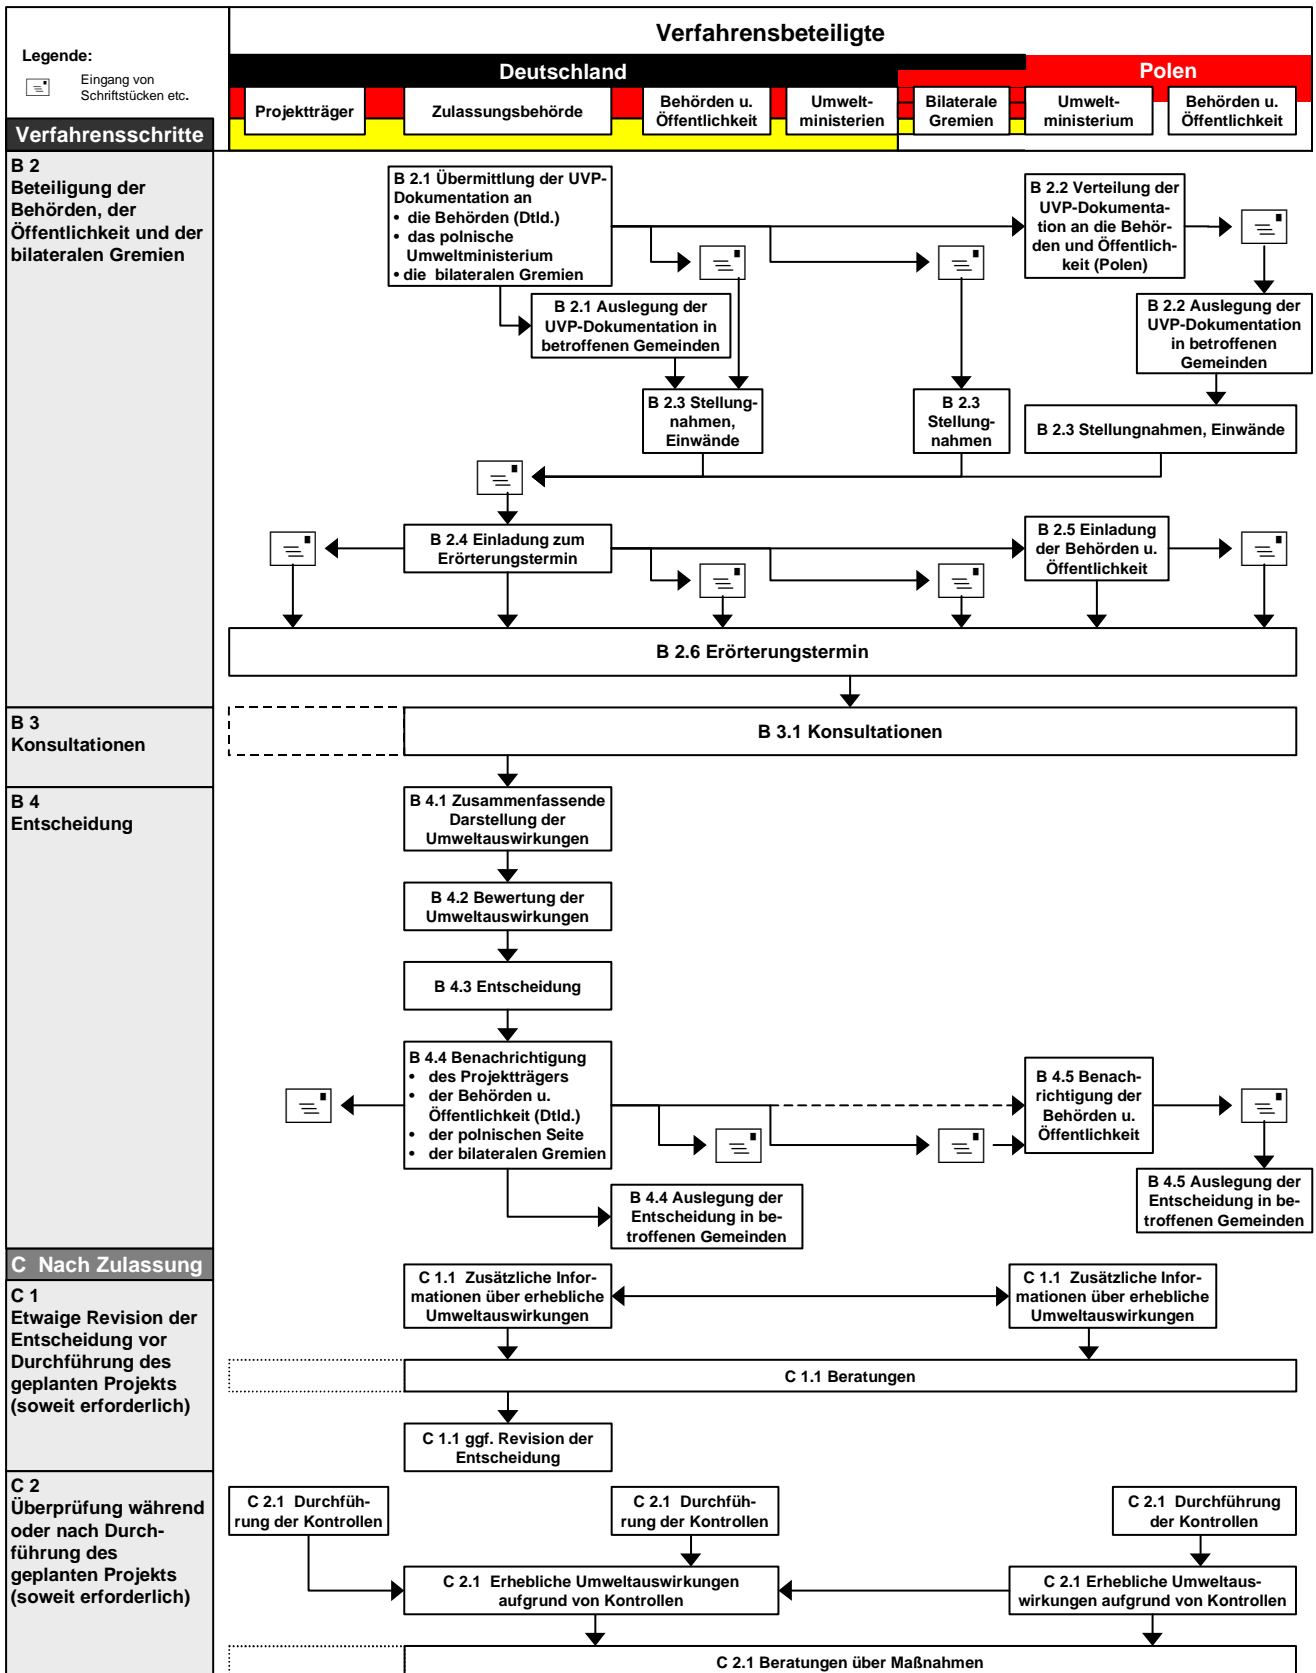 Verfahrensbeteiligte
Legende:
Eingang von
Schriftstücken etc.
Deutschland
Polen
Projektträger
Zulassungsbehörde
Behörden u.
Öffentlichkeit
Umwelt-
ministerien
Bilaterale
Gremien
Umwelt-
ministerium
Behörden u.
Öffentlichkeit
Verfahrensschritte
B 2
Beteiligung der
Behörden, der
Öffentlichkeit und der
bilateralen Gremien
B 2.1 Übermittlung der UVP-
Dokumentation an
• die Behörden (Dtld.)
• das polnische
Umweltministerium
• die bilateralen Gremien
B 2.2 Verteilung der
UVP-Dokumenta-
tion an die Behör-
den und Öffentlich-
keit (Polen)
B 2.1 Auslegung der
UVP-Dokumentation in
betroffenen Gemeinden
B 2.2 Auslegung der
UVP-Dokumentation
in betroffenen
Gemeinden
B 2.3 Stellung-
nahmen,
Einwände
B 2.3
Stellung-
nahmen
B 2.3 Stellungnahmen, Einwände
B 2.4 Einladung zum
Erörterungstermin
B 2.5 Einladung
der Behörden u.
Öffentlichkeit
B 2.6 Erörterungstermin
B 3
Konsultationen
B 3.1 Konsultationen
B 4
Entscheidung
B 4.1 Zusammenfassende
Darstellung der
Umweltauswirkungen
B 4.2 Bewertung der
Umweltauswirkungen
B 4.3 Entscheidung
B 4.4 Benachrichtigung
• des Projektträgers
• der Behörden u.
Öffentlichkeit (Dtld.)
• der polnischen Seite
• der bilateralen Gremien
B 4.5 Benach-
richtigung der
Behörden u.
Öffentlichkeit
B 4.4 Auslegung der
Entscheidung in be-
troffenen Gemeinden
B 4.5 Auslegung der
Entscheidung in be-
troffenen Gemeinden
C Nach Zulassung
C 1
Etwaige Revision der
Entscheidung vor
Durchführung des
geplanten Projekts
(soweit erforderlich)
C 1.1 Zusätzliche Infor-
mationen über erhebliche
Umweltauswirkungen
C 1.1 Zusätzliche Infor-
mationen über erhebliche
Umweltauswirkungen
C 1.1 Beratungen
C 1.1 ggf. Revision der
Entscheidung
C 2
Überprüfung während
oder nach Durch-
führung des
geplanten Projekts
(soweit erforderlich)
C 2.1 Durchfüh-
rung der Kontrollen
C 2.1 Durchfüh-
rung der Kontrollen
C 2.1 Durchführung
der Kontrollen
C 2.1 Erhebliche Umweltauswirkungen
aufgrund von Kontrollen
C 2.1 Erhebliche Umweltaus-
wirkungen aufgrund von Kontrollen
C 2.1 Beratungen über Maßnahmen